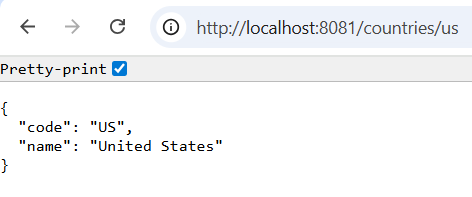 http://localhost:8081/countries/us
Pretty-print
{
  "code": "US",
  "name": "United States"
}